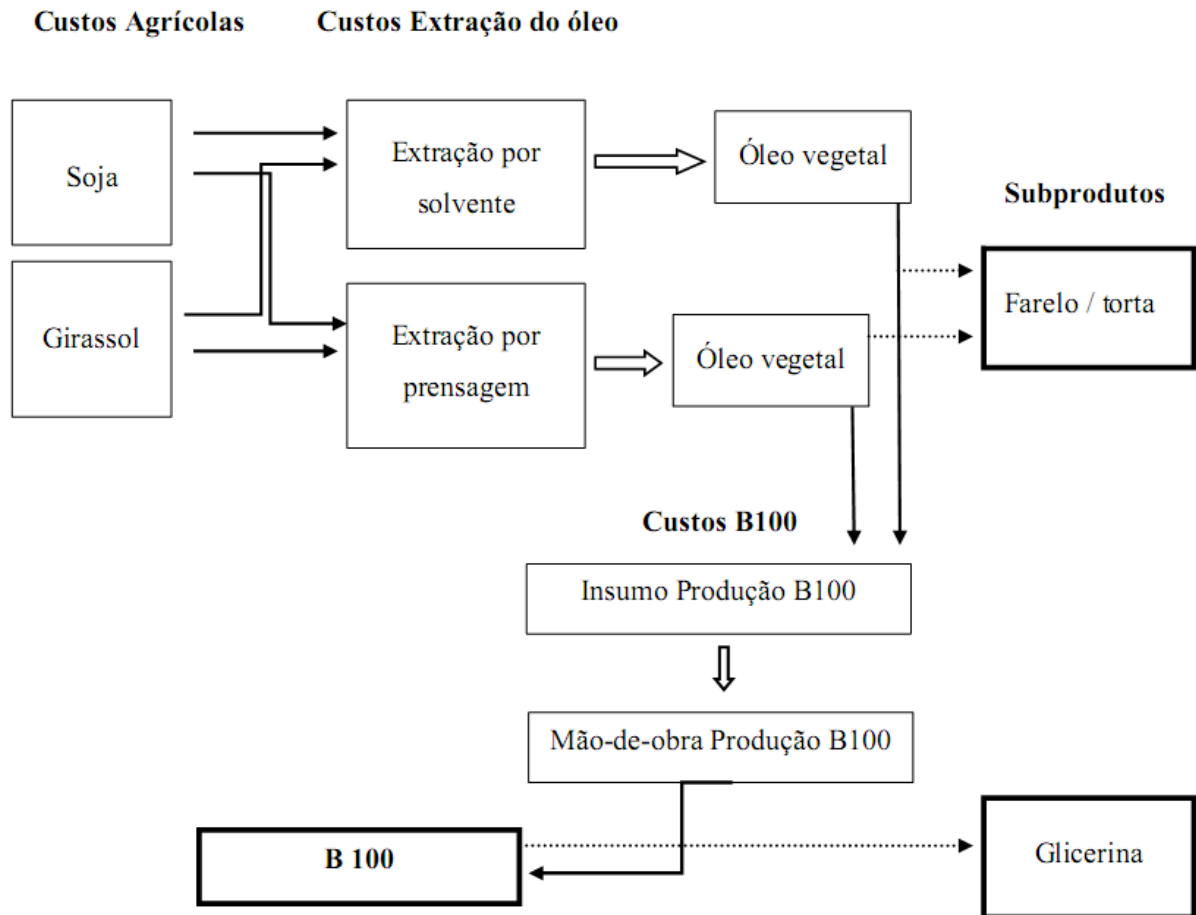 Custos Agrícolas
Custos Extração do óleo
Soja
Extração por
solvente
Óleo vegetal
Subprodutos
Girassol
Extração por
prensagem
Óleo vegetal
Farelo / torta
Custos B100
Insumo Produção B100
Mão-de-obra Produção B100
B 100
Glicerina